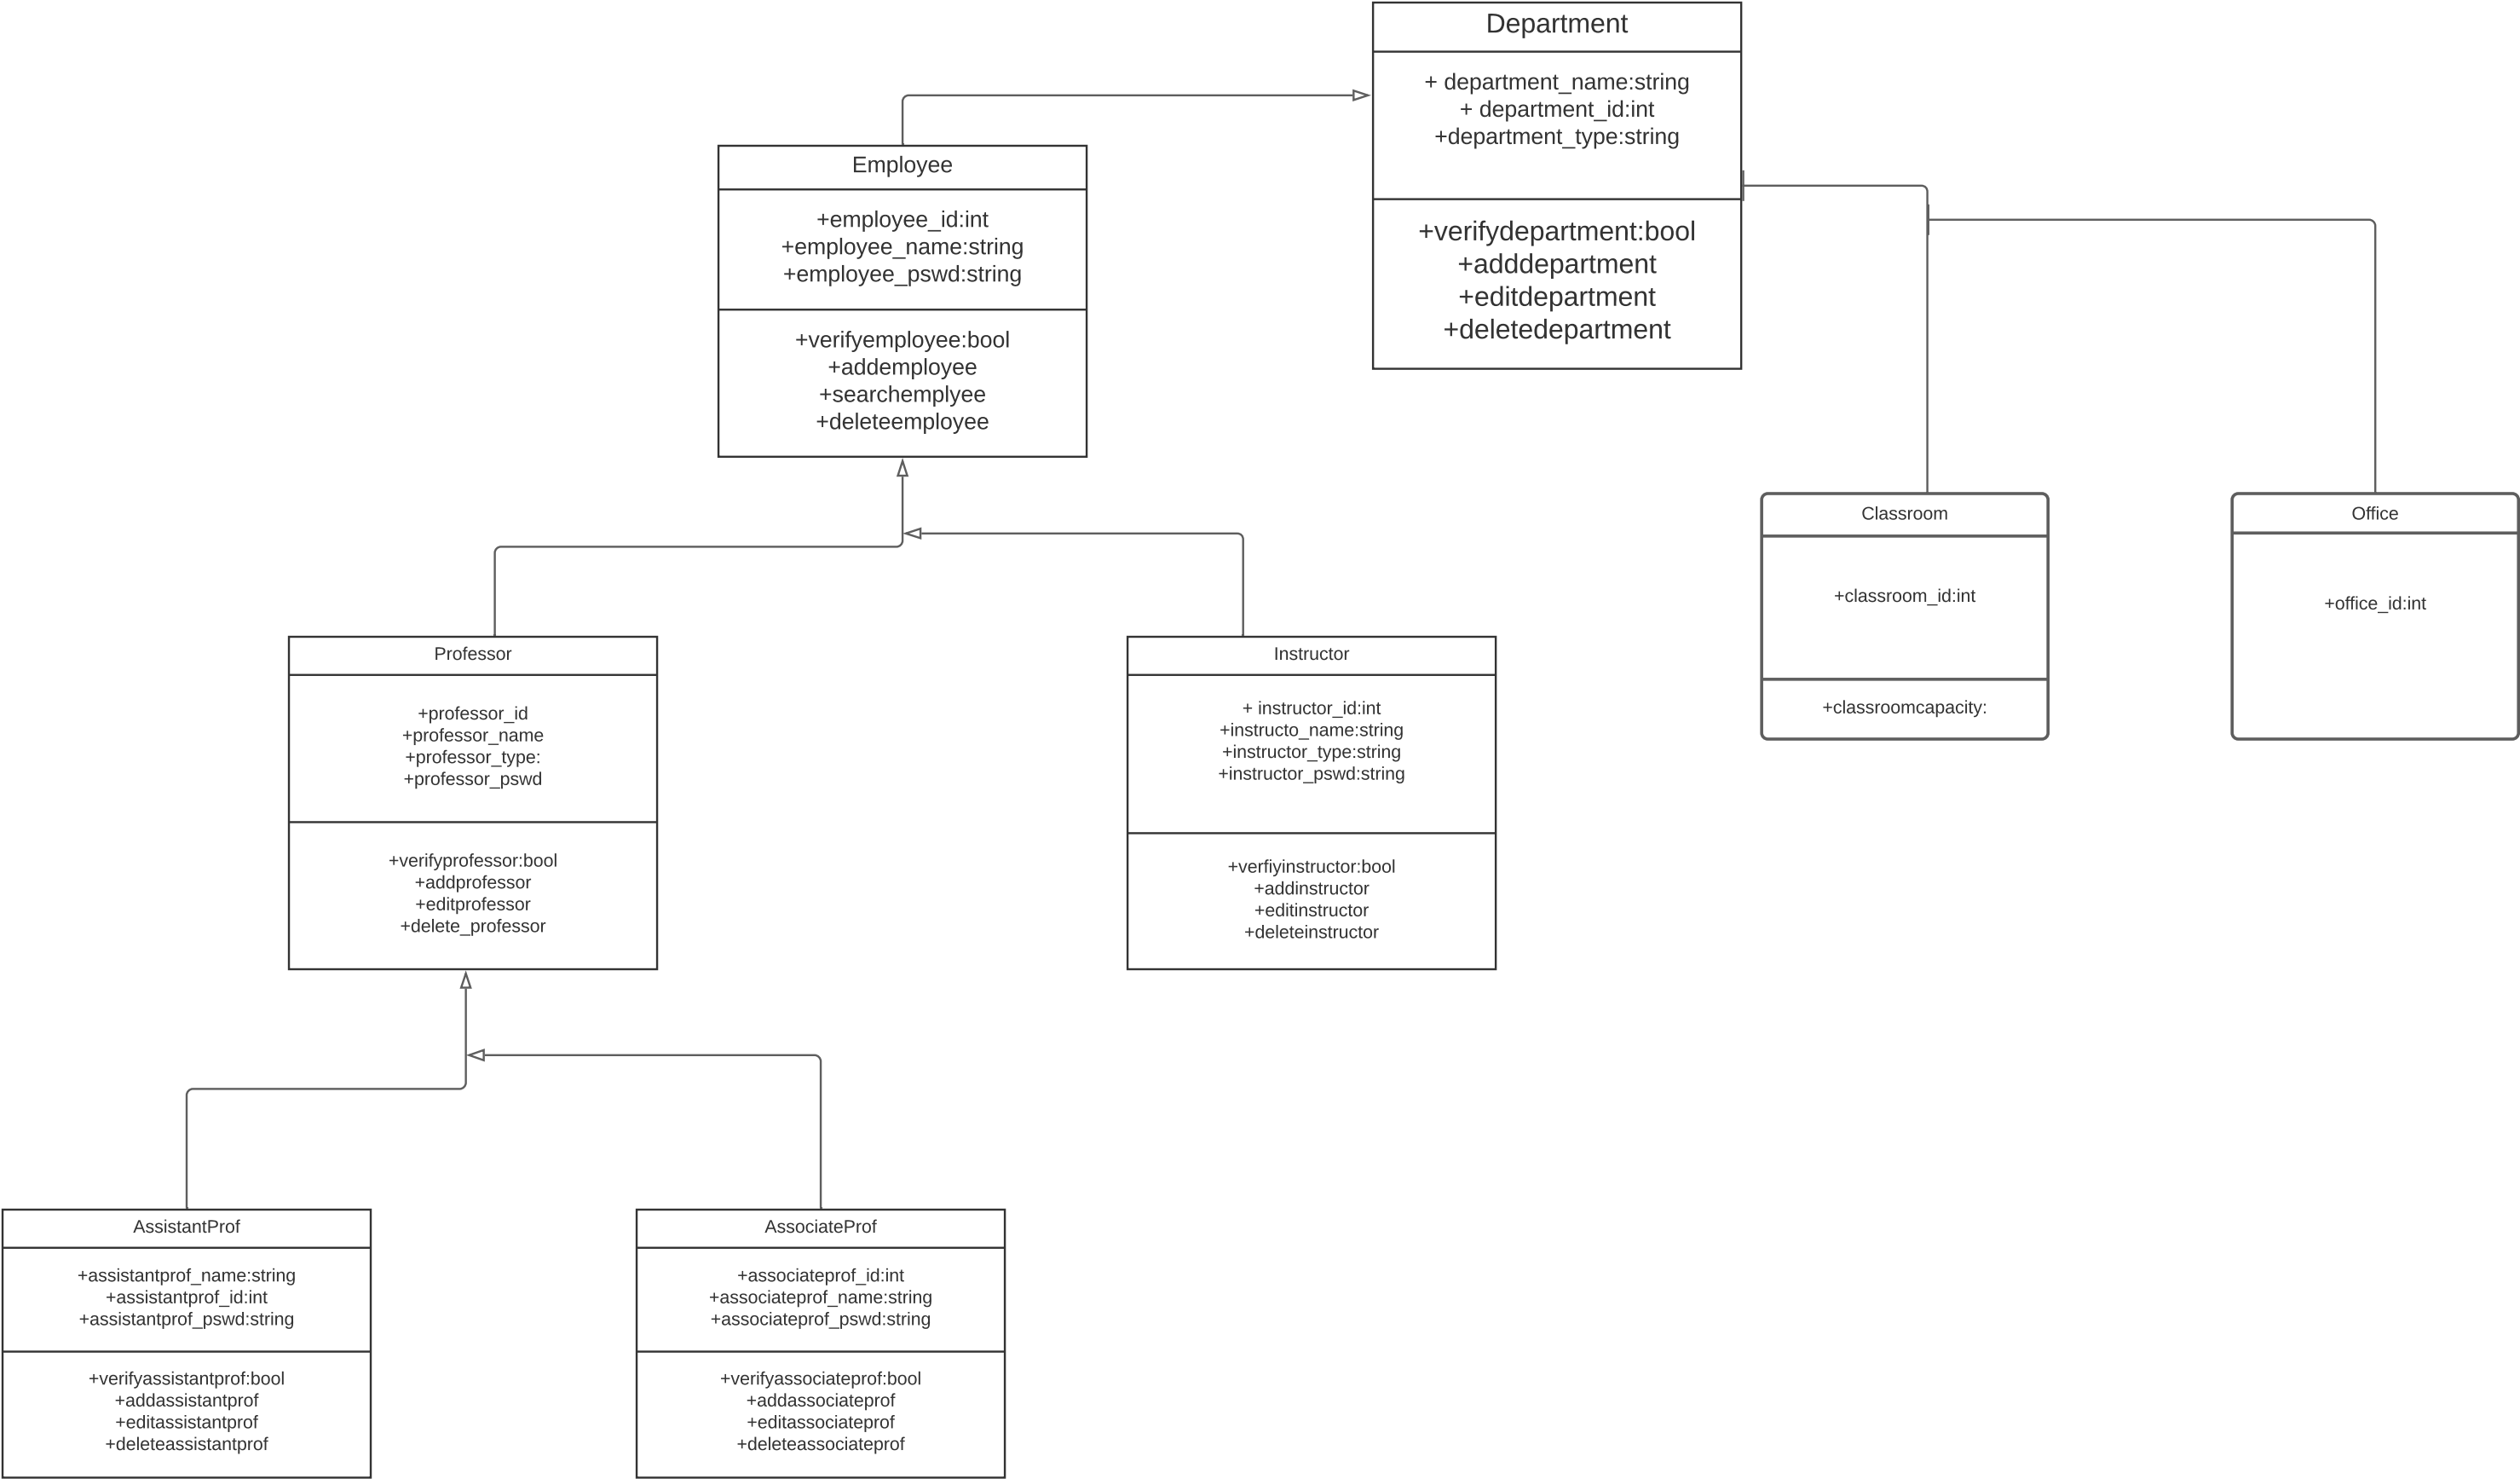 Department
+ department_name:string
+ department_id:int
+department_type:string
+verifydepartment:bool
+adddepartment
+editdepartment
+deletedepartment
Employee
+employee_id:int
+employee_name:string
+employee_pswd:string
+verifyemployee:bool
+addemployee
+searchemplyee
+deleteemployee
Classroom
+classroom_id:int
+classroomcapacity:
Office
+office_id:int
Professor
+professor_id
+professor_name
+professor_type:
+professor_pswd
+verifyprofessor:bool
+addprofessor
+editprofessor
+delete_professor
Instructor
+ instructor_id:int
+instructo_name:string
+instructor_type:string
+instructor_pswd:string
+verfiyinstructor:bool
+addinstructor
+editinstructor
+deleteinstructor
AssistantProf
+assistantprof_name:string
+assistantprof_id:int
+assistantprof_pswd:string
+verifyassistantprof:bool
+addassistantprof
+editassistantprof
+deleteassistantprof
AssociateProf
+associateprof_id:int
+associateprof_name:string
+associateprof_pswd:string
+verifyassociateprof:bool
+addassociateprof
+editassociateprof
+deleteassociateprof